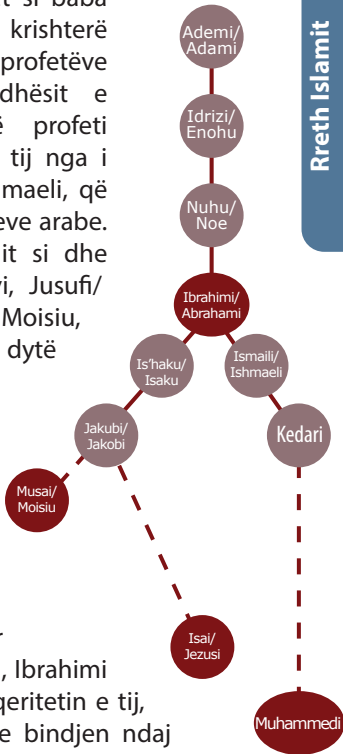 t si baba
krishterë
profetëve
dhësit e
ë profeti
tij nga i
maeli, që
eve arabe.
it si dhe
vi, Jusufi/
Moisiu,
dytë
r
, Ibrahimi
qeritetin e tij,
e bindjen ndaj
Ademi/
Adami
Idrizi/
Enohu
Nuhu/
Noe
Ibrahimi/
Abrahami
Is'haku/
Isaku
Ismaili/
Ishmaeli
Jakubi/
Jakobi
Kedari
Musai/
Moisiu
Isai/
Jezusi
Muhammedi
Rreth Islamit